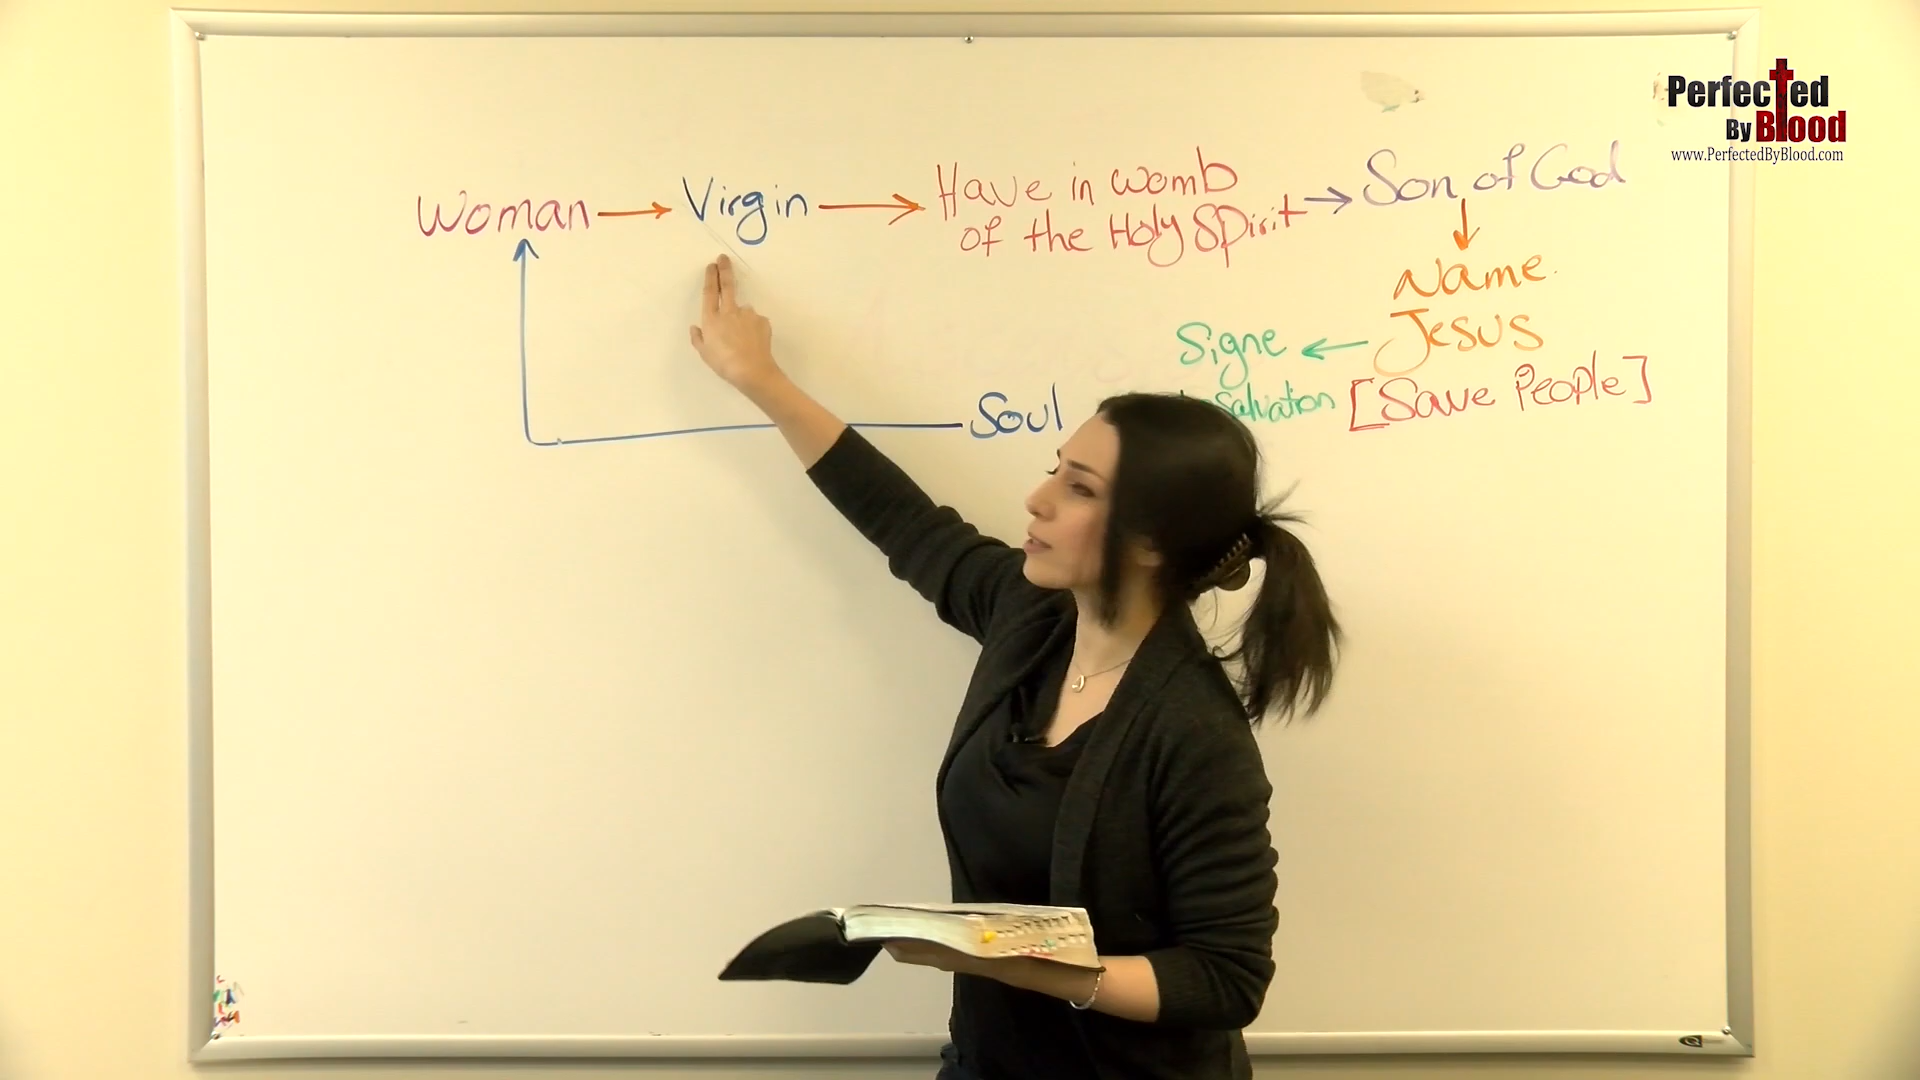 Perfected
By Blood
www.PerfectedByBlood.com
Woman → Virgin → Have in womb
of the Holy Spirit → Son of God
Name
Jesus
Signe ←
Soul
salvation [Save People]